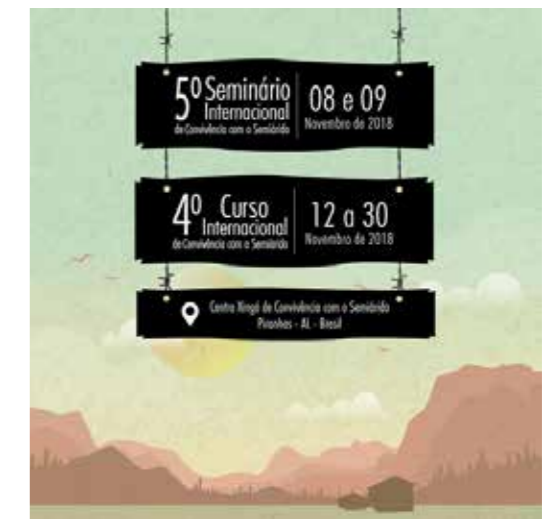 5º Seminário
Internacional
de Convivência com o Semiárido
08 e 09
Novembro de 2018
4º Curso
Internacional
de Convivência com o Semiárido
12 a 30
Novembro de 2018
Centro Xingó de Convivência com o Semiárido
Piranhas - AL - Brasil